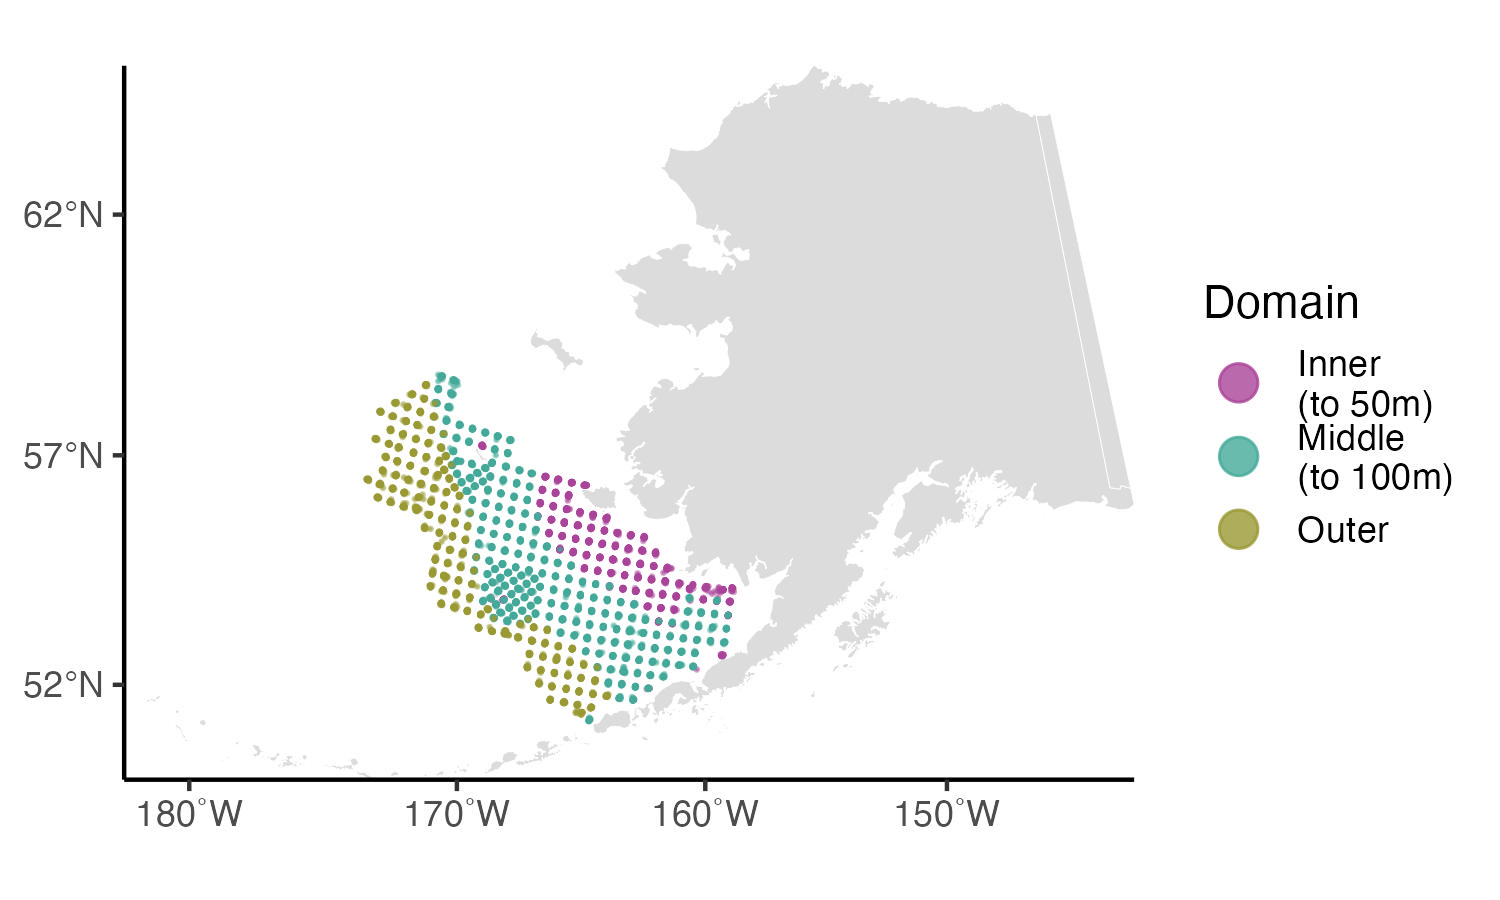 62°N
57°N
52°N
180°W
170°W
160°W
150°W
Domain
Inner
(to 50m)
Middle
(to 100m)
Outer